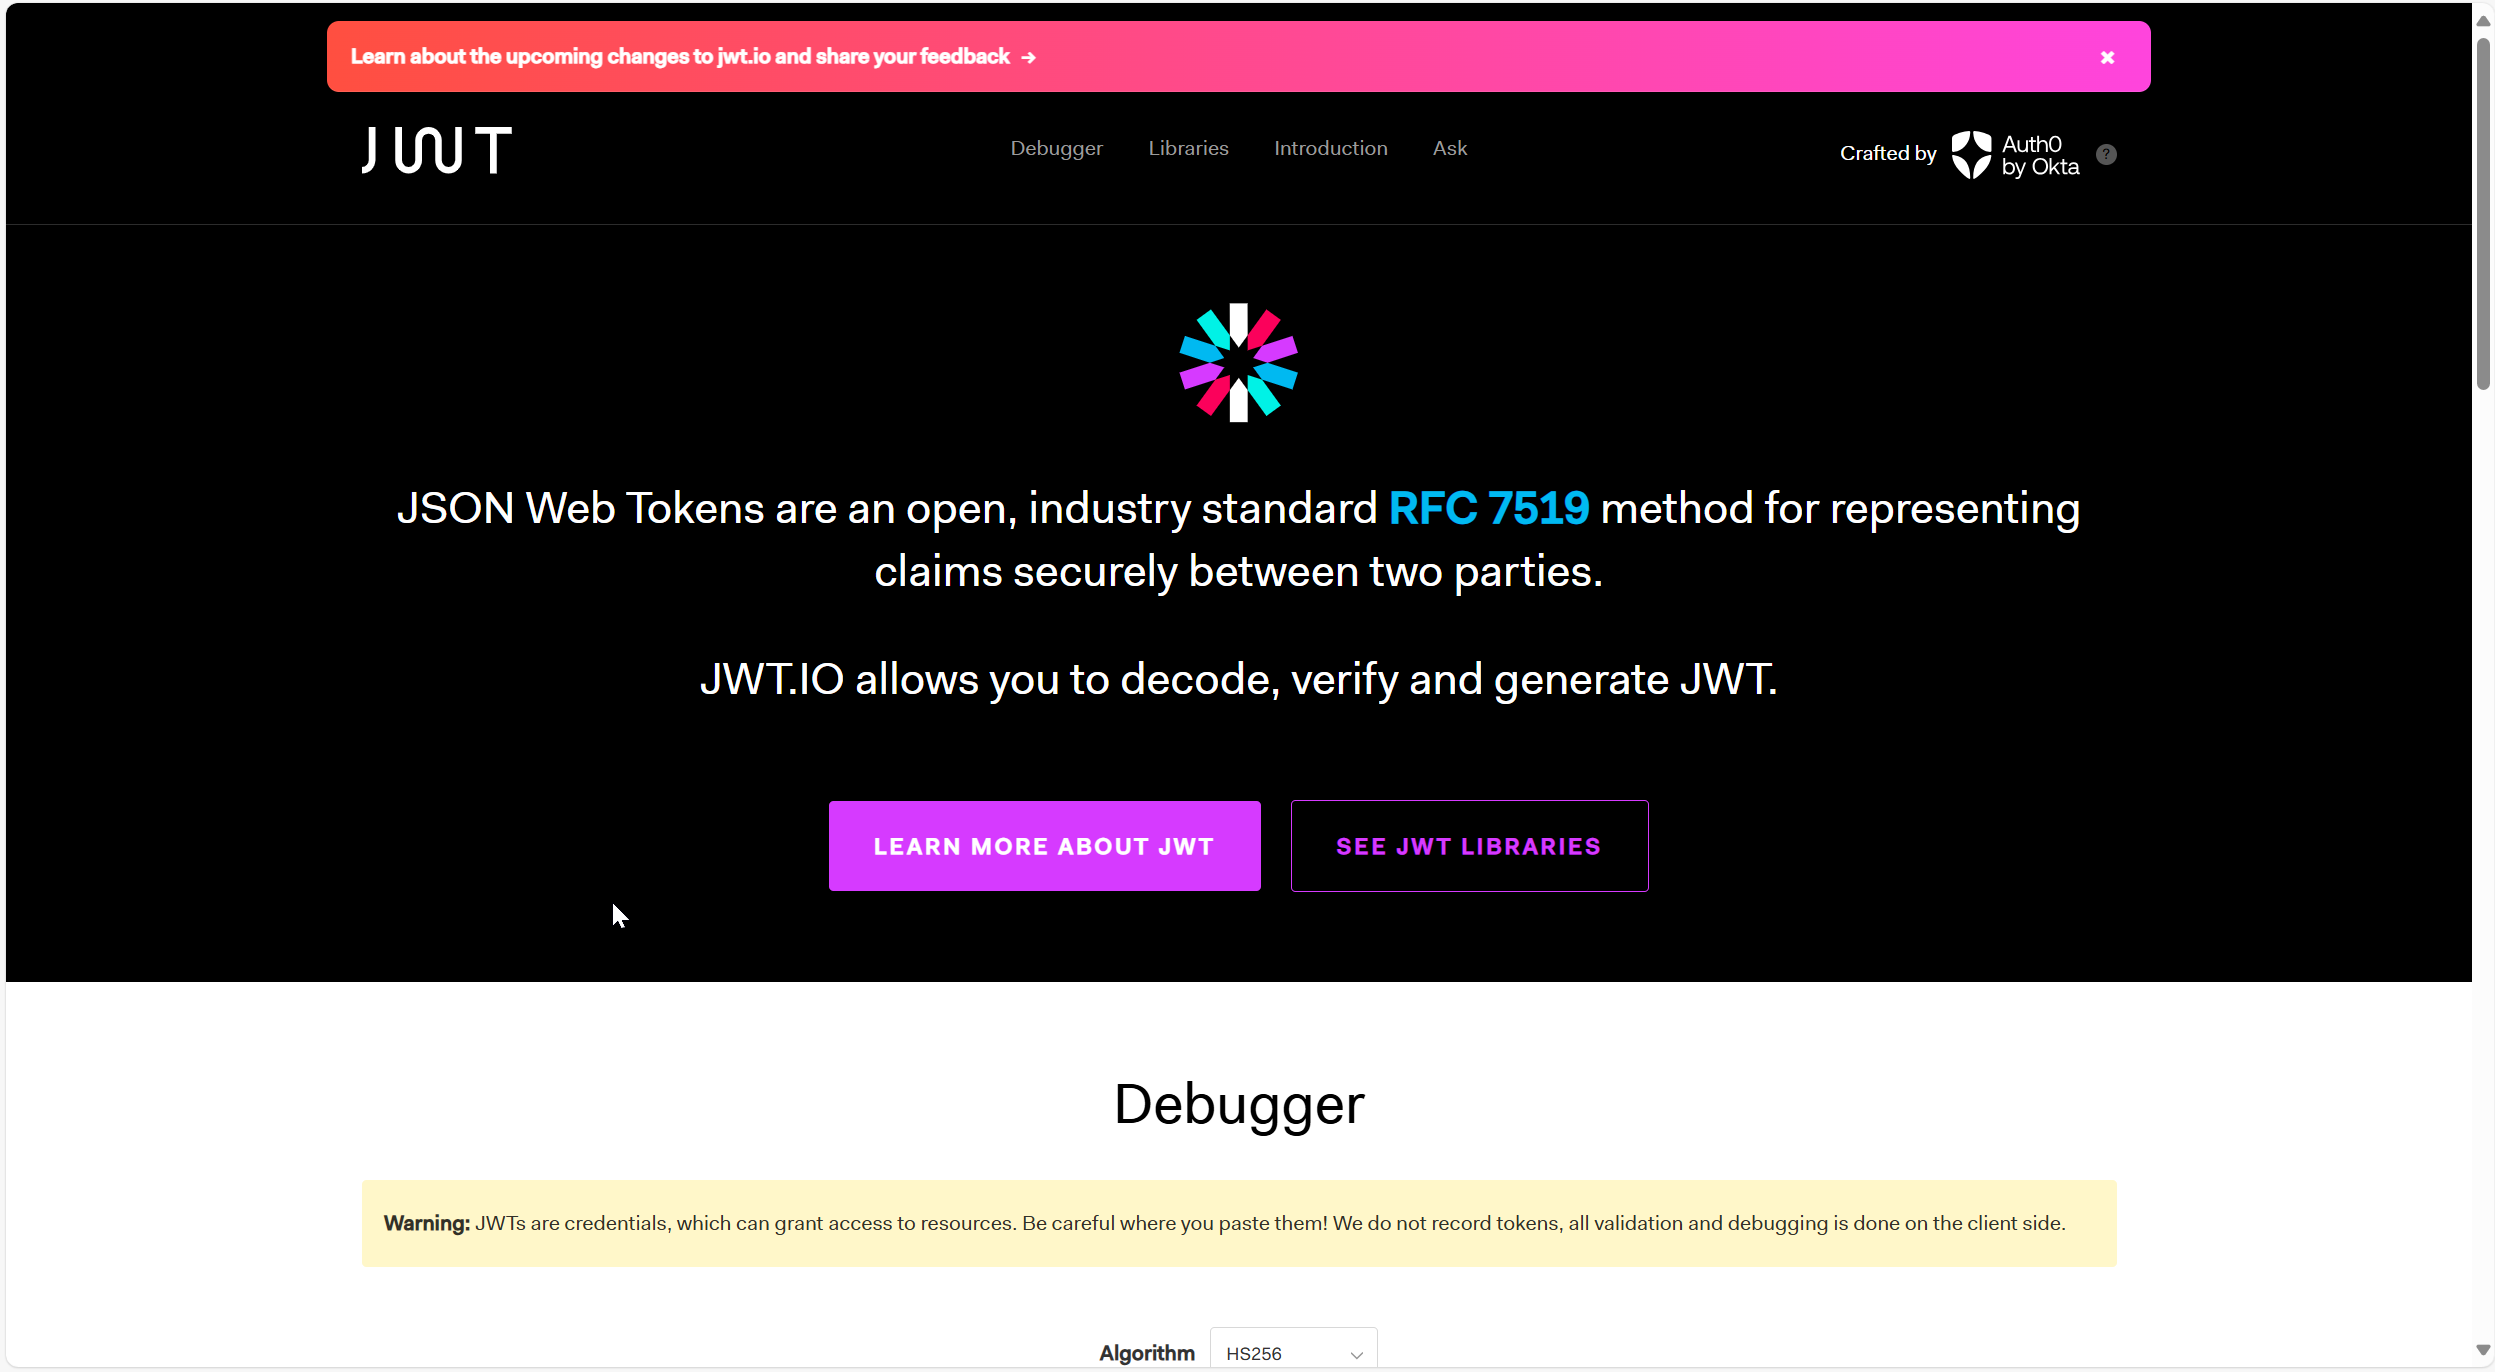 Learn about the upcoming changes to jwt.io and share your feedback →
JWT
Debugger
Libraries
Introduction
Ask
Crafted by
Auth0
by Okta
?
JSON Web Tokens are an open, industry standard RFC 7519 method for representing
claims securely between two parties.
JWT.IO allows you to decode, verify and generate JWT.
LEARN MORE ABOUT JWT
SEE JWT LIBRARIES
Debugger
Warning: JWTs are credentials, which can grant access to resources. Be careful where you paste them! We do not record tokens, all validation and debugging is done on the client side.
Algorithm
HS256